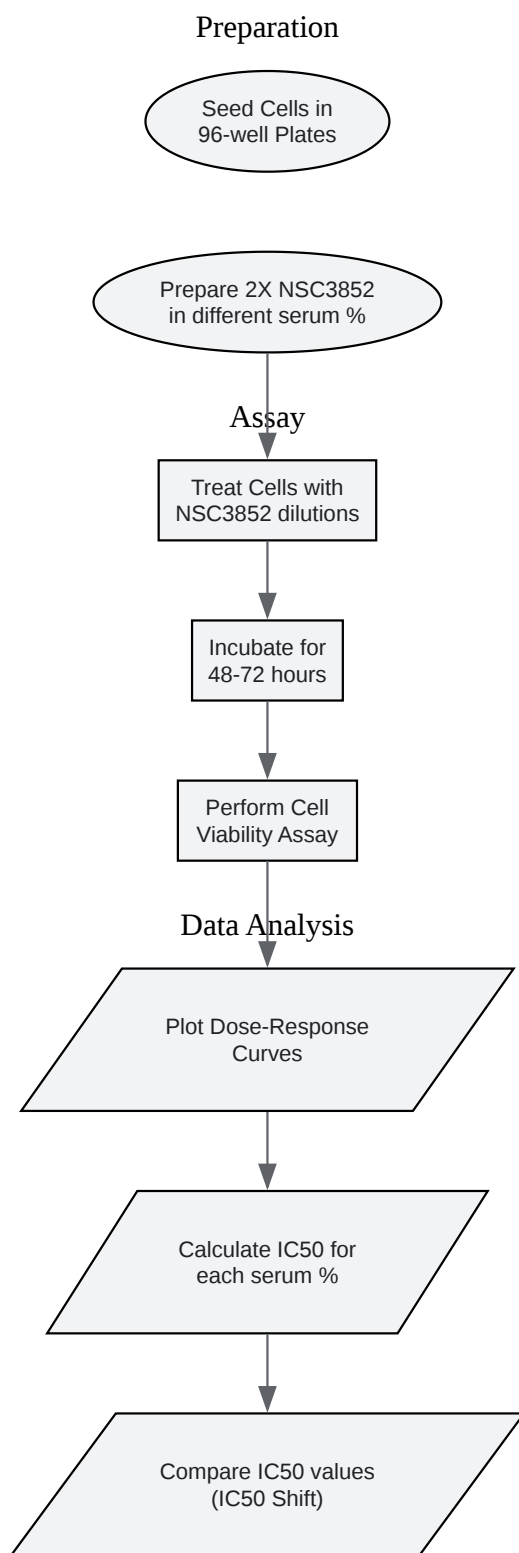 Preparation
Seed Cells in
96-well Plates
Prepare 2X NSC3852
in different serum %
Assay
Treat Cells with
NSC3852 dilutions
Incubate for
48-72 hours
Perform Cell
Viability Assay
Data Analysis
Plot Dose-Response
Curves
Calculate IC50 for
each serum %
Compare IC50 values
(IC50 Shift)